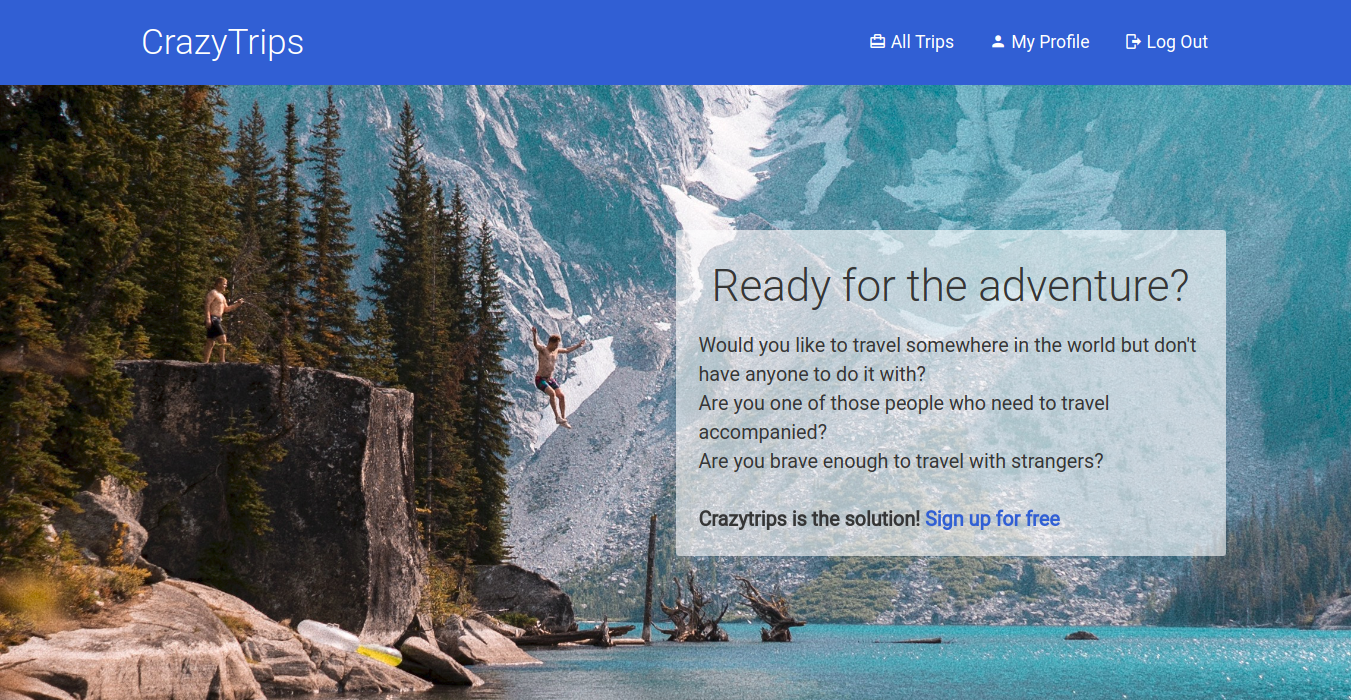 CrazyTrips
All Trips
My Profile
Log Out
Ready for the adventure?
Would you like to travel somewhere in the world but don't
have anyone to do it with?
Are you one of those people who need to travel
accompanied?
Are you brave enough to travel with strangers?
Crazytrips is the solution! Sign up for free